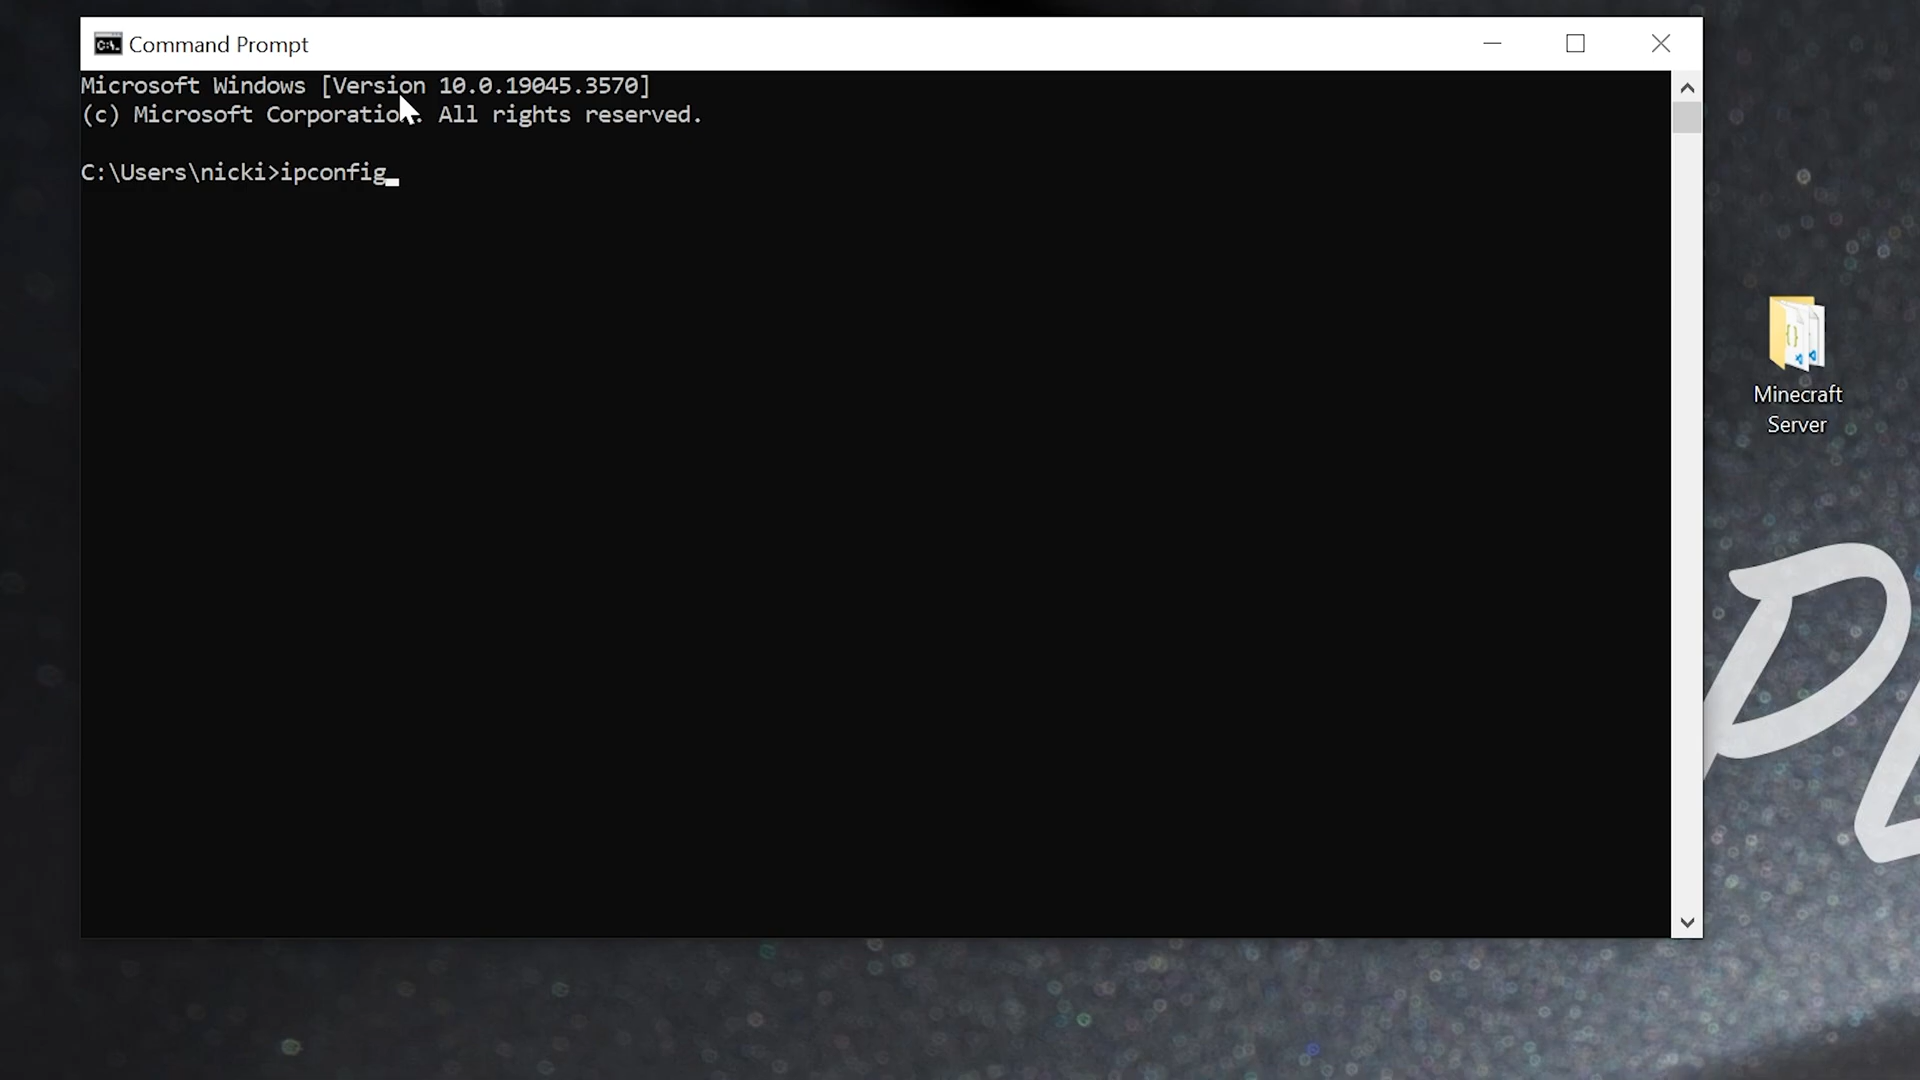 Command Prompt
Microsoft Windows [Version 10.0.19045.3570]
(c) Microsoft Corporation. All rights reserved.
C:\Users\nicki>ipconfig
Minecraft
Server